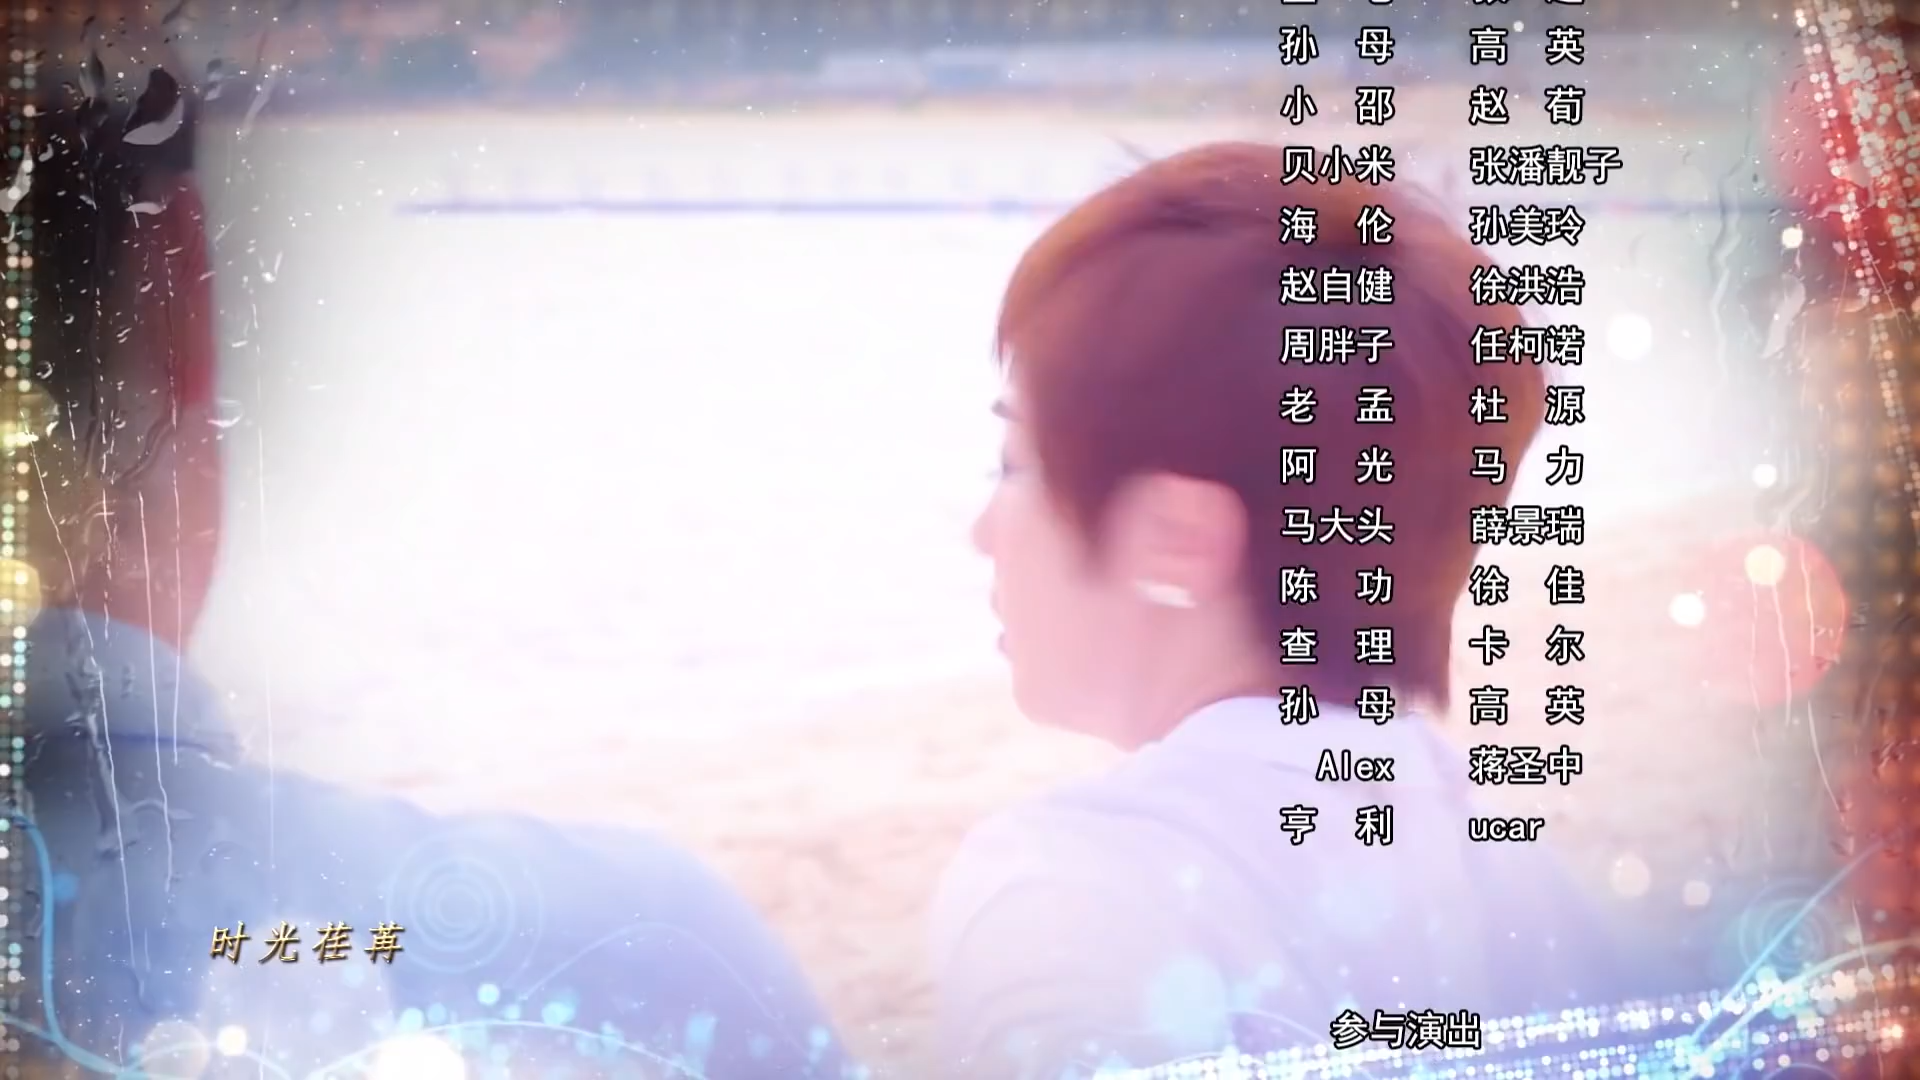 孙 母 高 英
小 邵 赵 荀
贝小米 张潘靓子
海 伦 孙美玲
赵自健 徐洪浩
周胖子 任柯诺
老 孟 杜 源
阿 光 马 力
马大头 薛景瑞
陈 功 徐 佳
查 理 卡 尔
孙 母 高 英
Alex 蒋圣中
亨 利 ucar
时光荏苒
参与演出